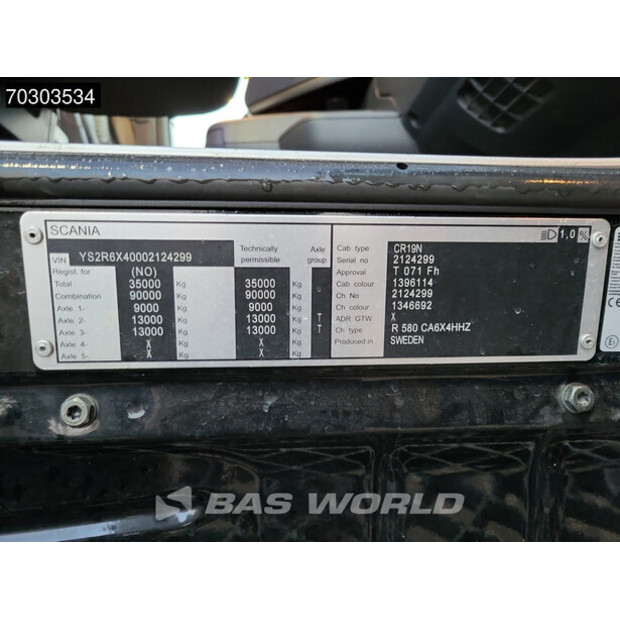 70303534
SCANIA
1,0 %
VIN YS2R6X40002124299
Technically permissible
Axle group
Regist. for (NO)
Total 35000 Kg 35000 Kg
Combination 90000 Kg 90000 Kg
Axle 1- 9000 Kg 9000 Kg
Axle 2- 13000 Kg 13000 Kg T
Axle 3- 13000 Kg 13000 Kg T
Axle 4- X Kg X Kg
Axle 5- X Kg X Kg
Cab type CR19N
Serial no 2124299
Approval T 071 Fh
Cab colour 1396114
Ch No 2124299
Ch colour 1346692
ADR GTW X
Ch type R 580 CA6X4HHZ
Produced in SWEDEN
BAS WORLD